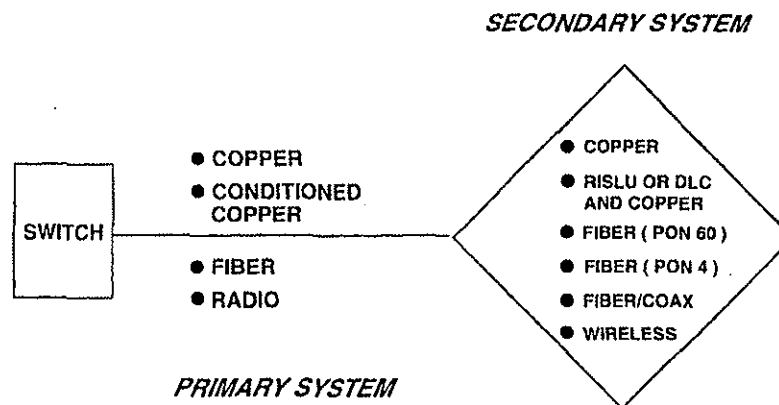 SECONDARY SYSTEM
SWITCH
● COPPER
● CONDITIONED
COPPER
● FIBER
● RADIO
● COPPER
● RISLU OR DLC
AND COPPER
● FIBER ( PON 60 )
● FIBER ( PON 4 )
● FIBER/COAX
● WIRELESS
PRIMARY SYSTEM